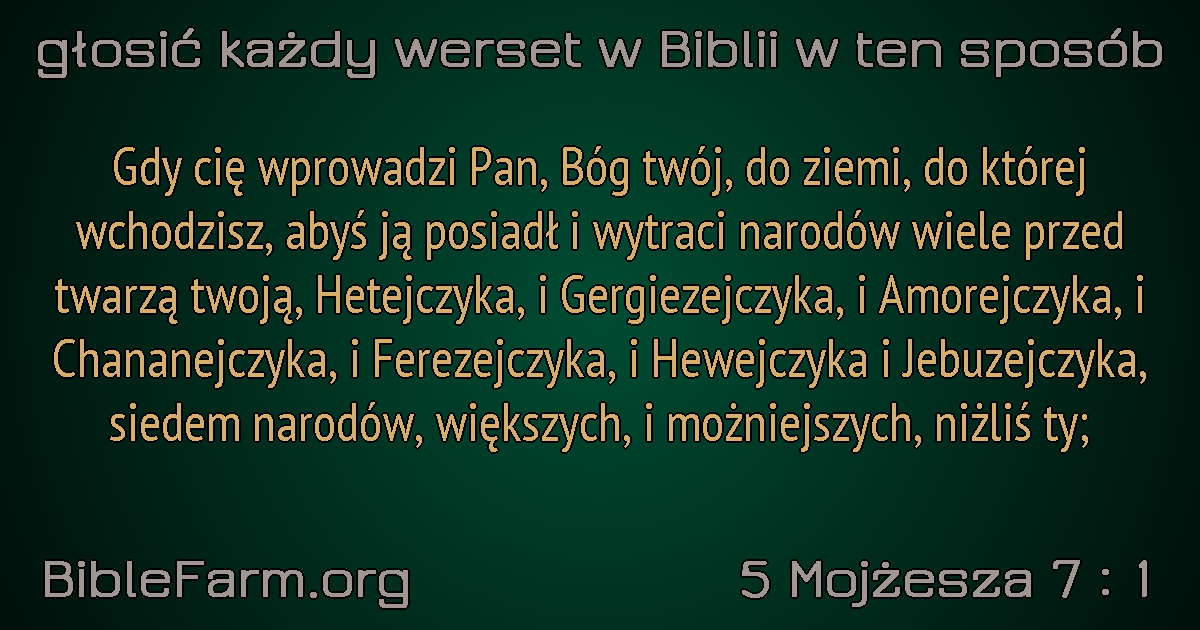 głosić każdy werset w Biblii w ten sposób
Gdy cię wprowadzi Pan, Bóg twój, do ziemi, do której
wchodzisz, abyś ją posiadł i wytraci narodów wiele przed
twarzą twoją, Hetejczyka, i Gergiezejczyka, i Amorejczyka, i
Chananejczyka, i Ferezejczyka, i Hewejczyka i Jebuzejczyka,
siedem narodów, większych, i możniejszych, niżliś ty;
BibleFarm.org
5 Mojżesza 7 : 1